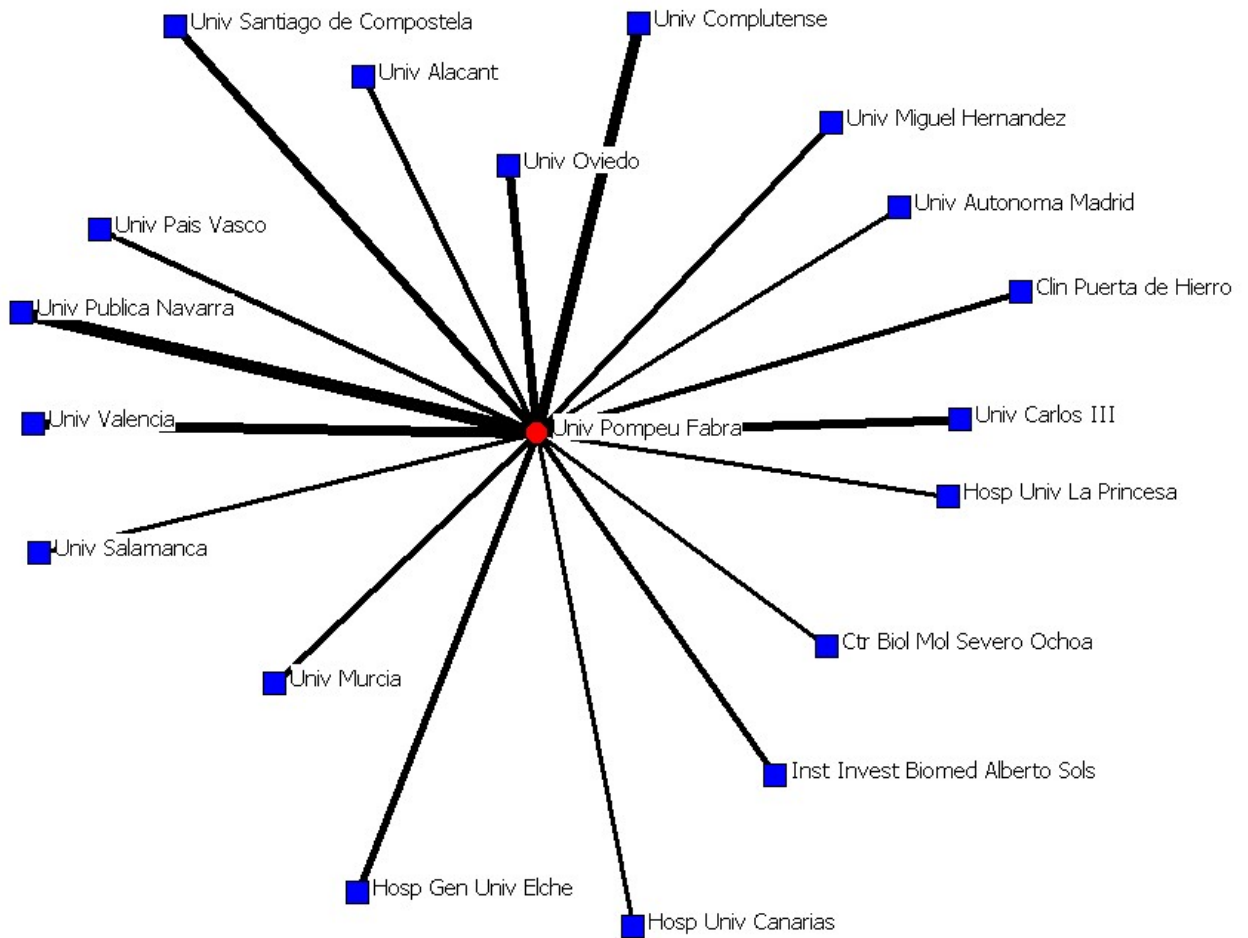 Univ Santiago de Compostela
Univ Complutense
Univ Alacant
Univ Miguel Hernandez
Univ Oviedo
Univ Autonoma Madrid
Univ Pais Vasco
Clin Puerta de Hierro
Univ Publica Navarra
Univ Carlos III
Univ Valencia
Univ Pompeu Fabra
Hosp Univ La Princesa
Univ Salamanca
Ctr Biol Mol Severo Ochoa
Univ Murcia
Inst Invest Biomed Alberto Sols
Hosp Gen Univ Elche
Hosp Univ Canarias